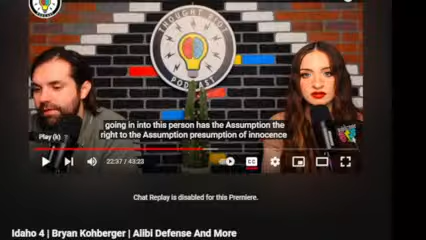 THOUGHT RIOT
PODCAST
going in into this person has the Assumption the
right to the Assumption presumption of innocence
Play (k)
22:37 / 43:23
CC
Chat Replay is disabled for this Premiere.
Idaho 4 | Bryan Kohberger | Alibi Defense And More